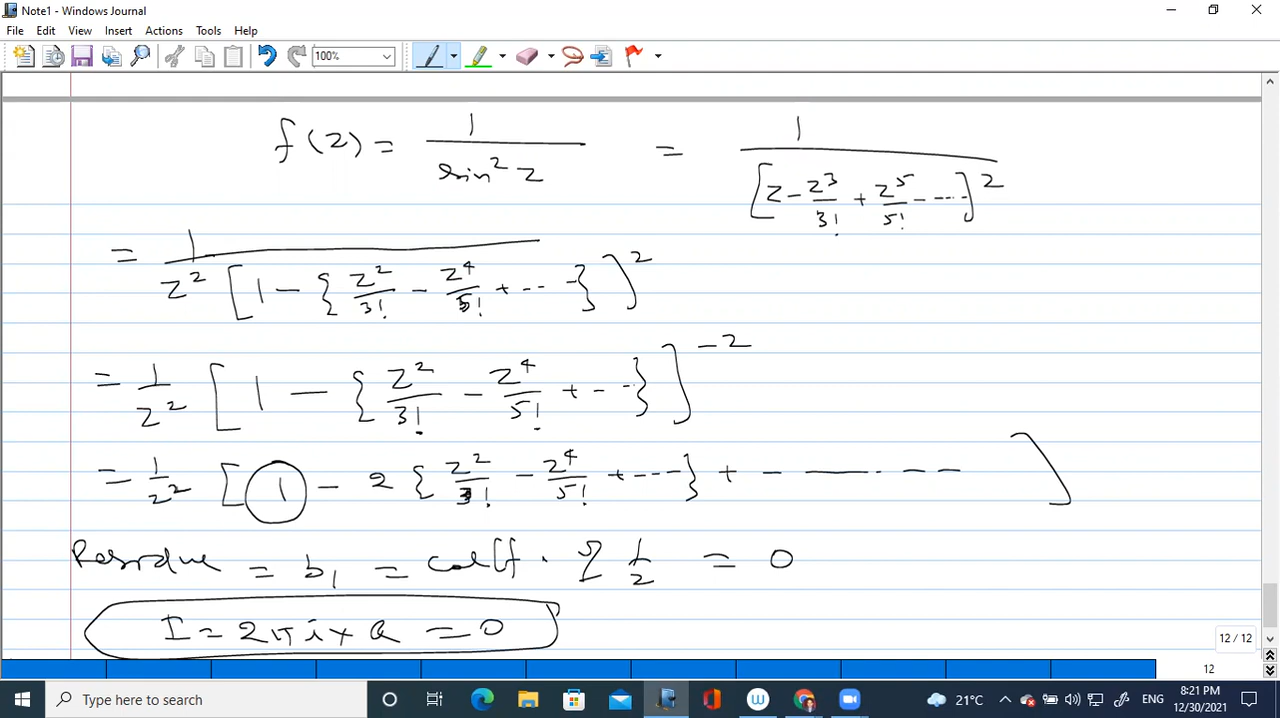 Note1 - Windows Journal
File Edit View Insert Actions Tools Help
100%
f(z) = 1 / sin² z = 1 / [z - z³/3! + z⁵/5! - ----]²
= 1 / z² [1 - {z²/3! - z⁴/5! + -- -}]²
= 1/z² [1 - {z²/3! - z⁴/5! + - - -}]⁻²
= 1/z² [1 - 2 {z²/3! - z⁴/5! + ---} + - —— - - -]
Residue = b₁ = coeff. of 1/z = 0
I = 2πi × 0 = 0
12 / 12
12
Type here to search
21°C
ENG
8:21 PM
12/30/2021